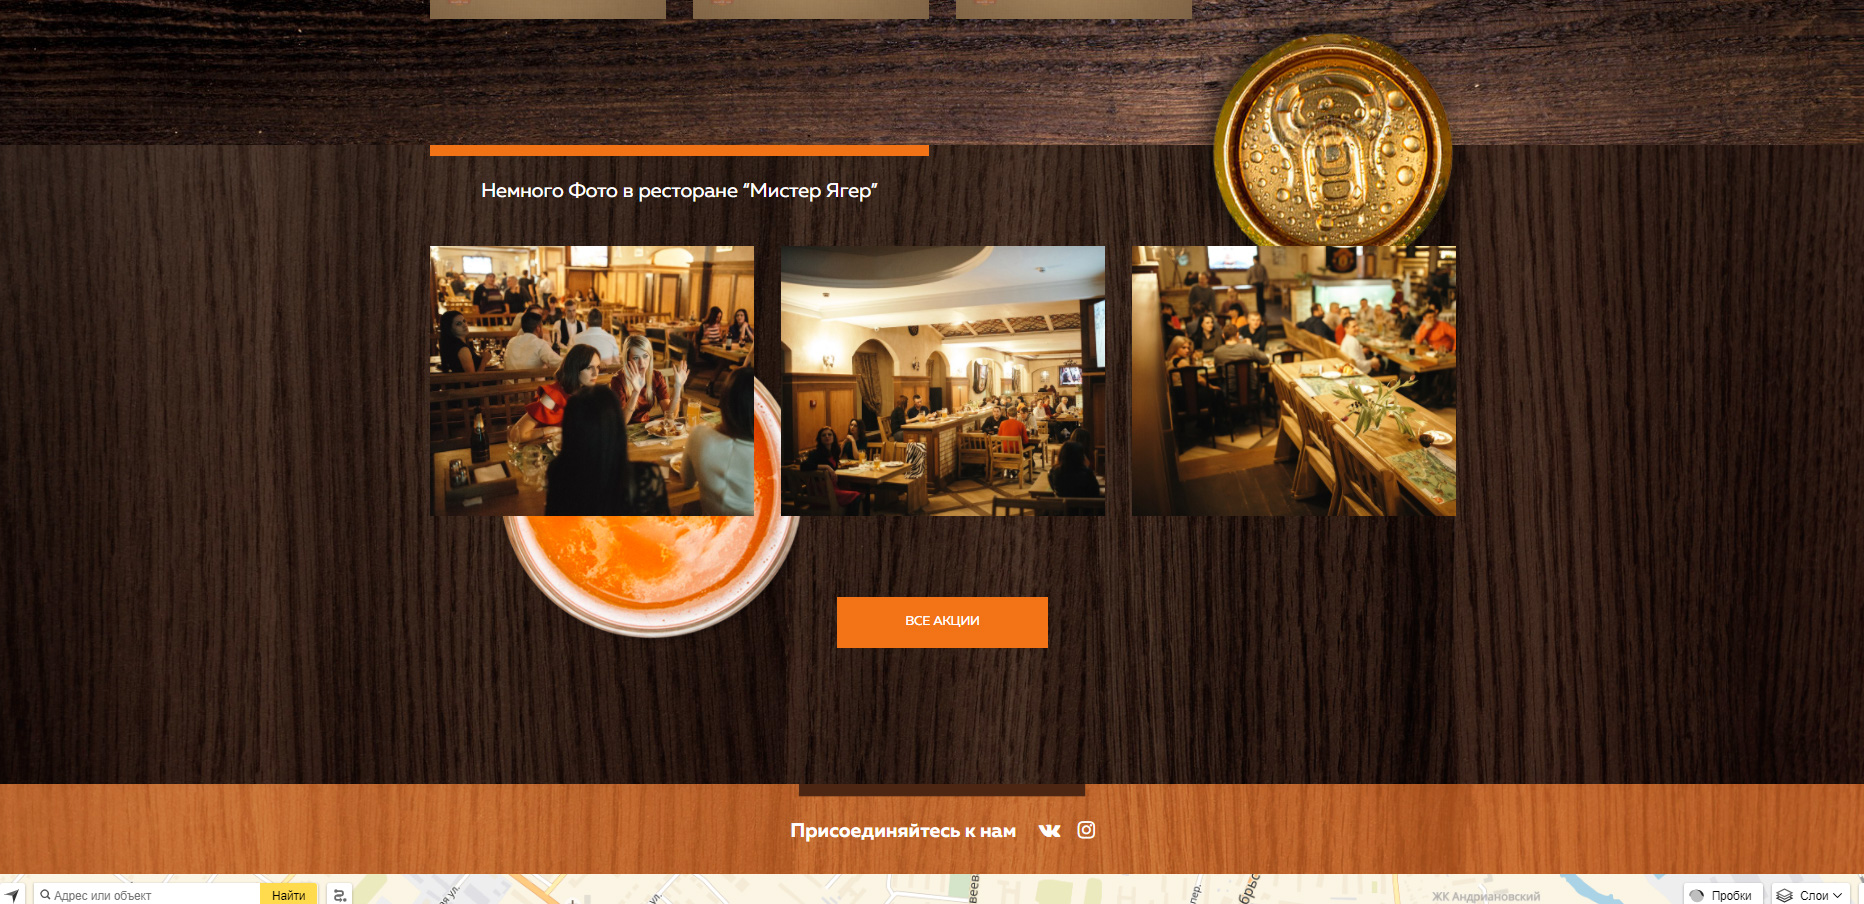 Немного Фото в ресторане “Мистер Ягер”
ВСЕ АКЦИИ
Присоединяйтесь к нам
Адрес или объект
Найти
ЖК Андриановский
Пробки
Слои